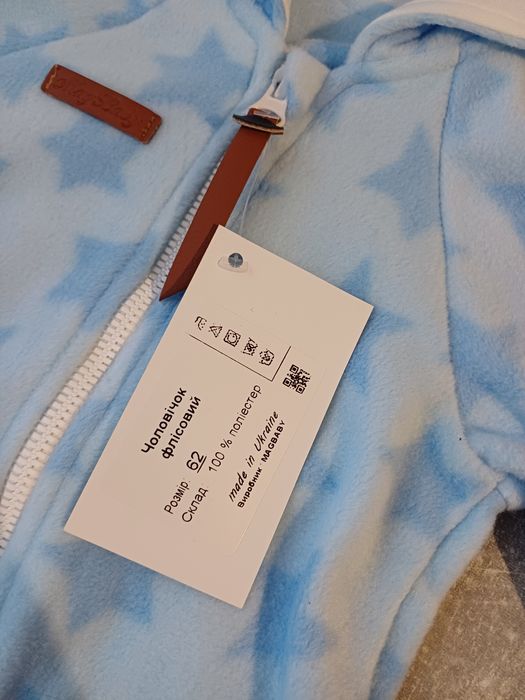 Чоловічок
флісовий
Розмір: 62
Склад: 100 % поліестер
made in Ukraine
Виробник MAGBABY